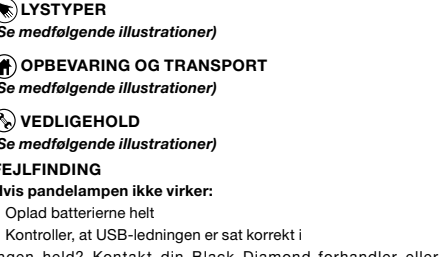 LYSTYPER
Se medfølgende illustrationer)
OPBEVARING OG TRANSPORT
Se medfølgende illustrationer)
VEDLIGEHOLD
Se medfølgende illustrationer)
FEJLFINDING
Hvis pandelampen ikke virker:
Oplad batterierne helt
Kontroller, at USB-ledningen er sat korrekt i
held? Kontakt din Black Diamond forhandler eller